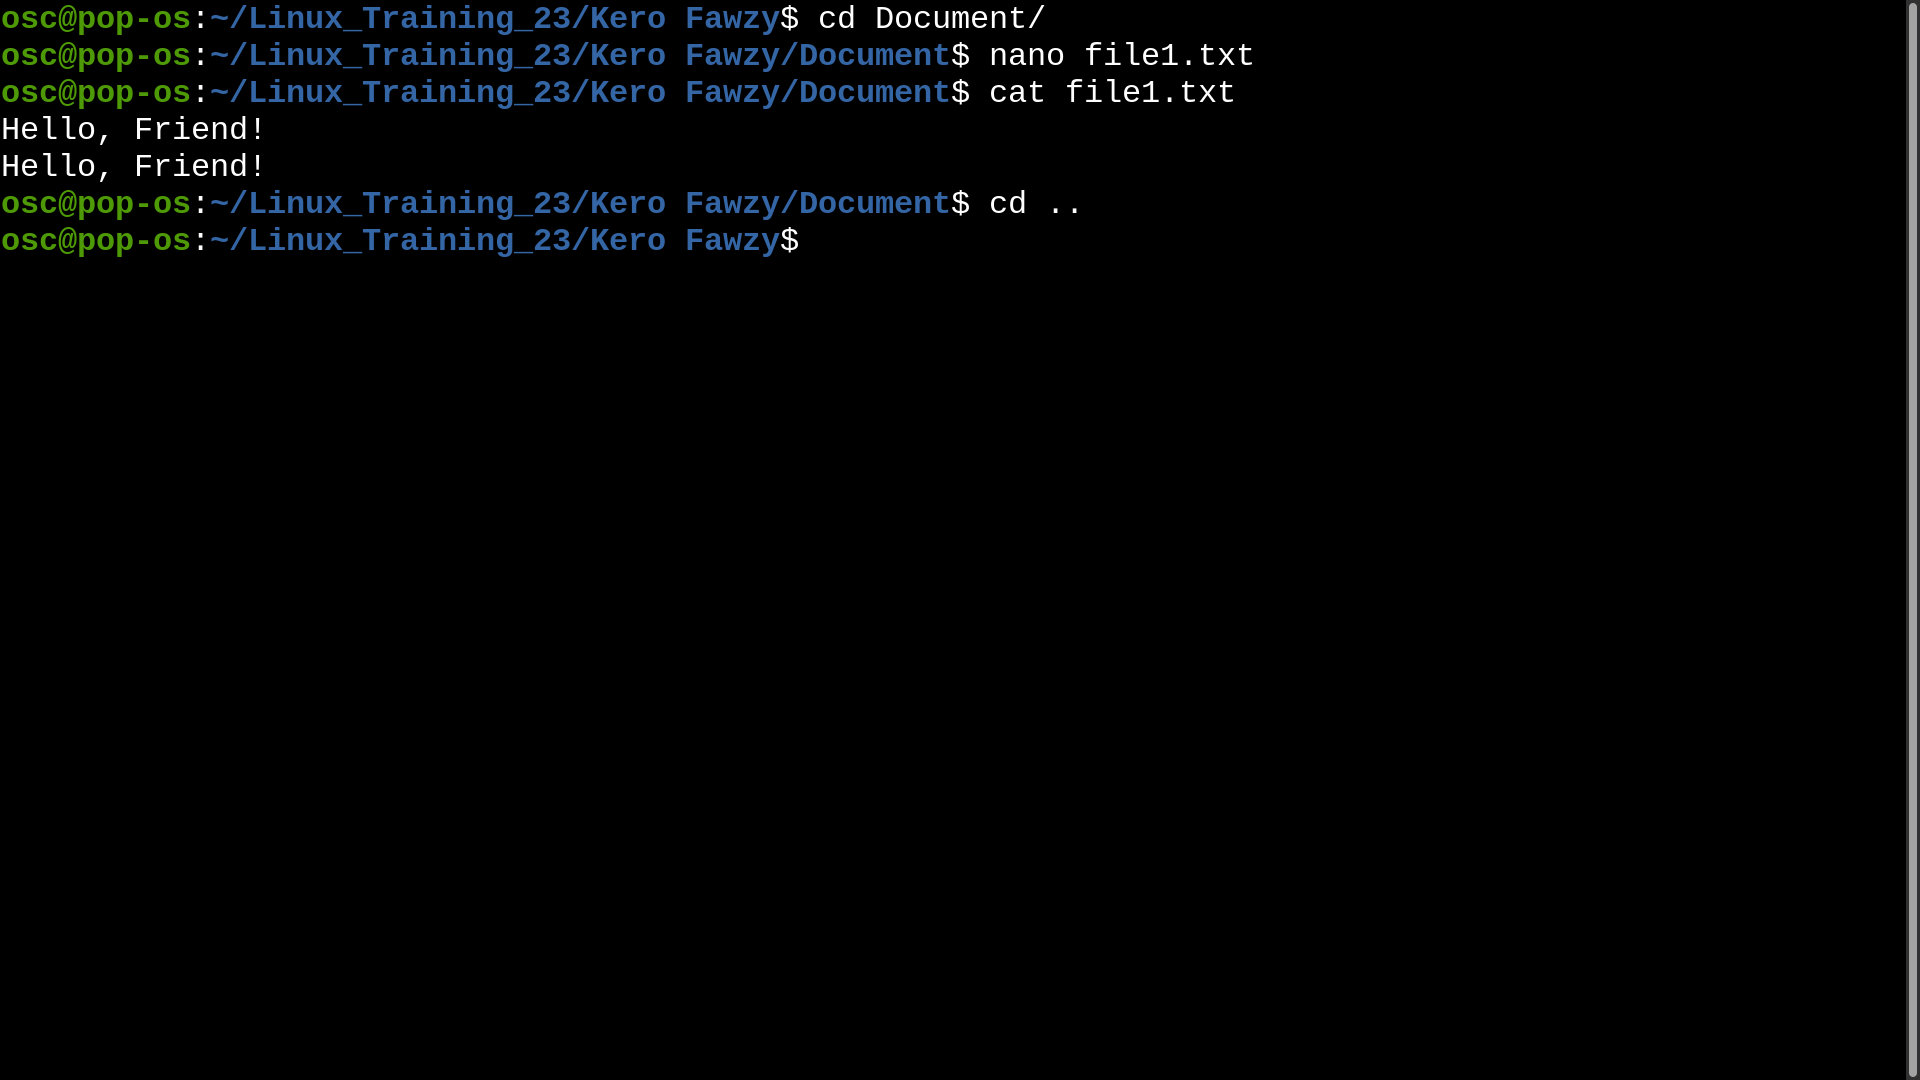 osc@pop-os:~/Linux_Training_23/Kero Fawzy$ cd Document/
osc@pop-os:~/Linux_Training_23/Kero Fawzy/Document$ nano file1.txt
osc@pop-os:~/Linux_Training_23/Kero Fawzy/Document$ cat file1.txt
Hello, Friend!
Hello, Friend!
osc@pop-os:~/Linux_Training_23/Kero Fawzy/Document$ cd ..
osc@pop-os:~/Linux_Training_23/Kero Fawzy$